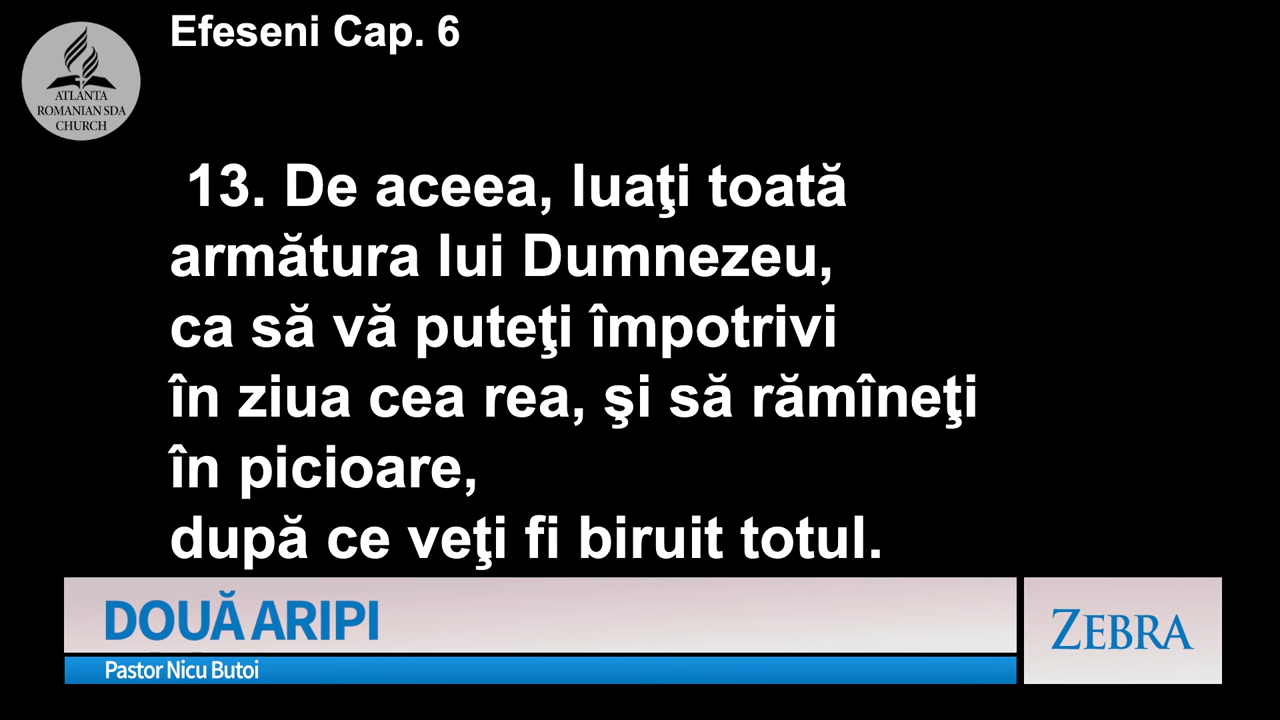 Efeseni Cap. 6
ATLANTA
ROMANIAN SDA
CHURCH
13. De aceea, luaţi toată
armătura lui Dumnezeu,
ca să vă puteţi împotrivi
în ziua cea rea, şi să rămîneţi
în picioare,
după ce veţi fi biruit totul.
DOUĂ ARIPI
Pastor Nicu Butoi
ZEBRA